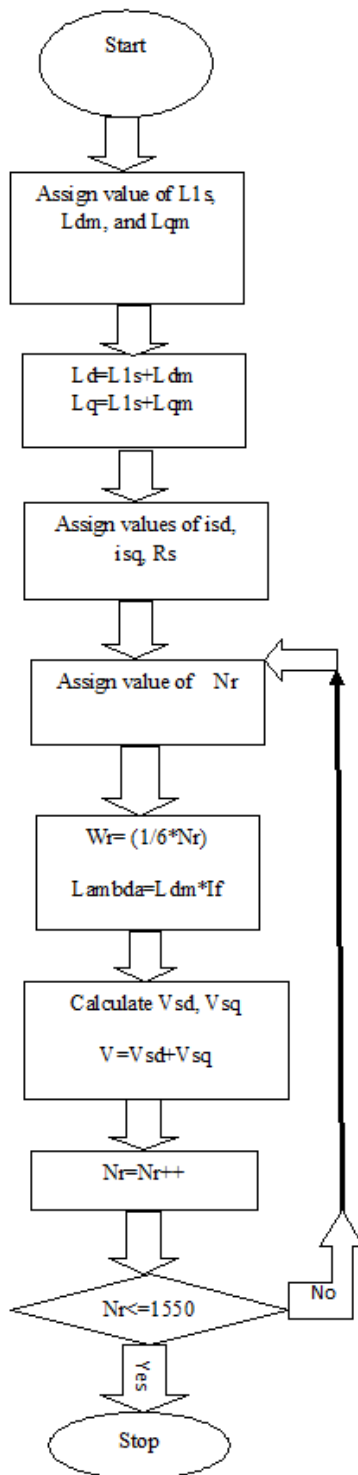 Start
Assign value of L1s,
Ldm, and Lqm
Ld=L1s+Ldm
Lq=L1s+Lqm
Assign values of isd,
isq, Rs
Assign value of Nr
Wr= (1/6*Nr)
Lambda=Ldm*If
Calculate Vsd, Vsq
V=Vsd+Vsq
Nr=Nr++
Nr<=1550
No
Yes
Stop